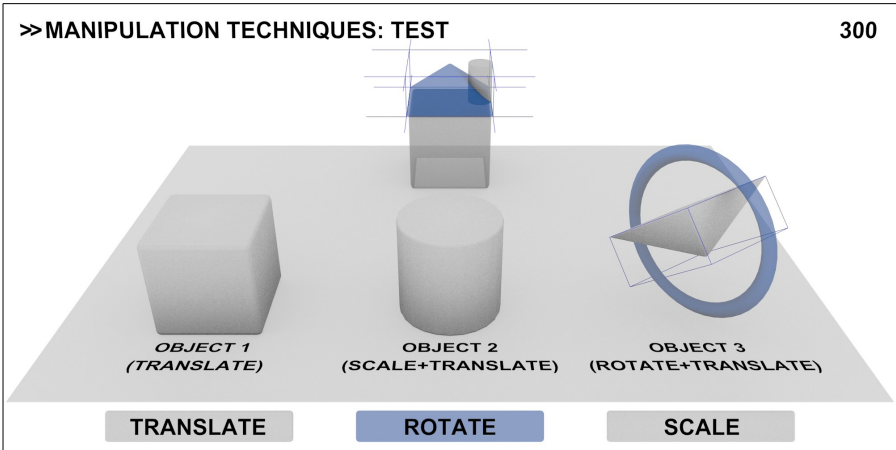 >>MANIPULATION TECHNIQUES: TEST 300
OBJECT 1
(TRANSLATE)
OBJECT 2
(SCALE+TRANSLATE)
OBJECT 3
(ROTATE+TRANSLATE)
TRANSLATE
ROTATE
SCALE